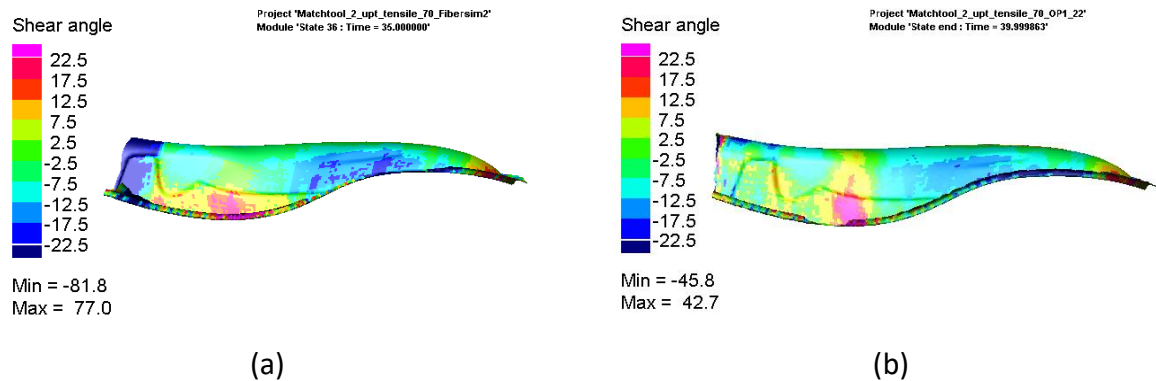 Project 'Matchtool_2_upt_tensile_70_Fibersim2'
Module 'State 36 : Time = 35.000000'
Shear angle
22.5
17.5
12.5
7.5
2.5
-2.5
-7.5
-12.5
-17.5
-22.5
Min = -81.8
Max = 77.0
(a)
Project 'Matchtool_2_upt_tensile_70_OP1_22'
Module 'State end : Time = 39.999863'
Shear angle
22.5
17.5
12.5
7.5
2.5
-2.5
-7.5
-12.5
-17.5
-22.5
Min = -45.8
Max = 42.7
(b)